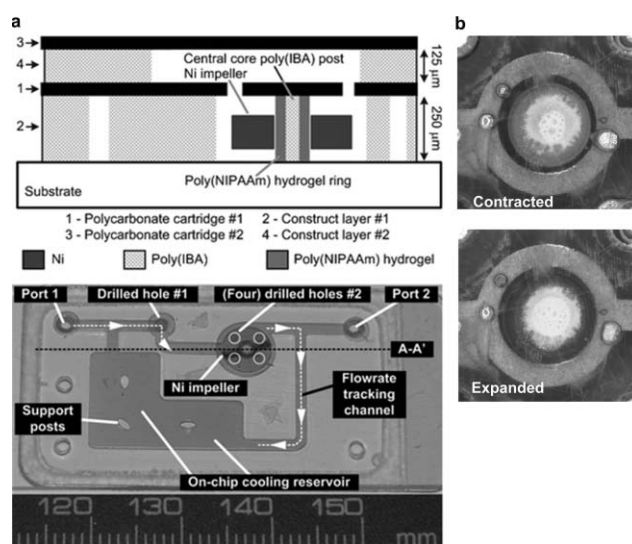 a
b
3
4
1
2
Central core poly(IBA) post
Ni impeller
125 µm
250 µm
Poly(NIPAAm) hydrogel ring
Substrate
1 - Polycarbonate cartridge #1
2 - Construct layer #1
3 - Polycarbonate cartridge #2
4 - Construct layer #2
Ni
Poly(IBA)
Poly(NIPAAm) hydrogel
Port 1
Drilled hole #1
(Four) drilled holes #2
Port 2
A-A'
Ni impeller
Flowrate
tracking
channel
Support
posts
On-chip cooling reservoir
120
130
140
150
mm
Contracted
Expanded